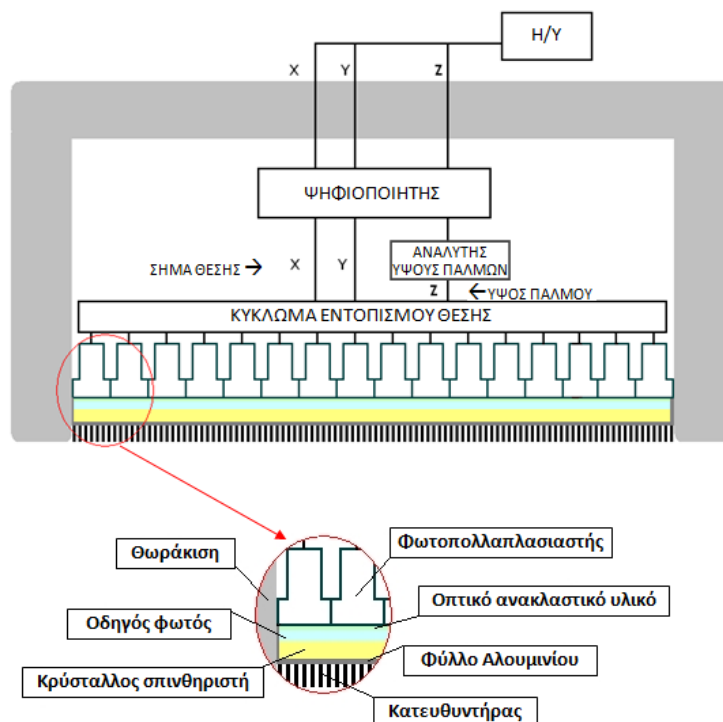 Η/Υ
X Y Z
ΨΗΦΙΟΠΟΙΗΤΗΣ
ΣΗΜΑ ΘΕΣΗΣ → X Y
ΑΝΑΛΥΤΗΣ
ΥΨΟΥΣ ΠΑΛΜΩΝ
Z ←ΥΨΟΣ ΠΑΛΜΟΥ
ΚΥΚΛΩΜΑ ΕΝΤΟΠΙΣΜΟΥ ΘΕΣΗΣ
Θωράκιση
Φωτοπολλαπλασιαστής
Οπτικό ανακλαστικό υλικό
Οδηγός φωτός
Φύλλο Αλουμινίου
Κρύσταλλος σπινθηριστή
Κατευθυντήρας